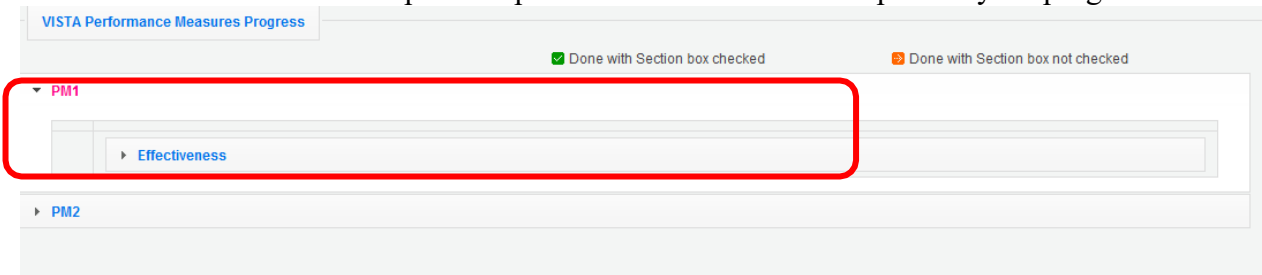 VISTA Performance Measures Progress
Done with Section box checked Done with Section box not checked
PM1
Effectiveness
PM2